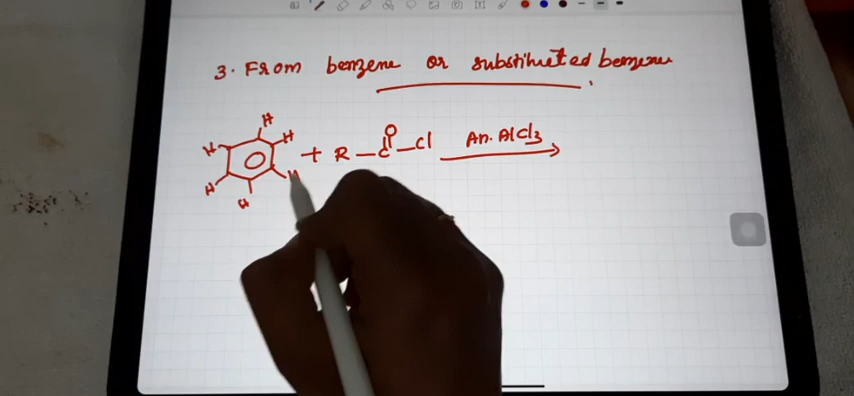 3. From benzene or substituted benzene.
H
H H
+ R — C — Cl An. AlCl3
O
H H
H